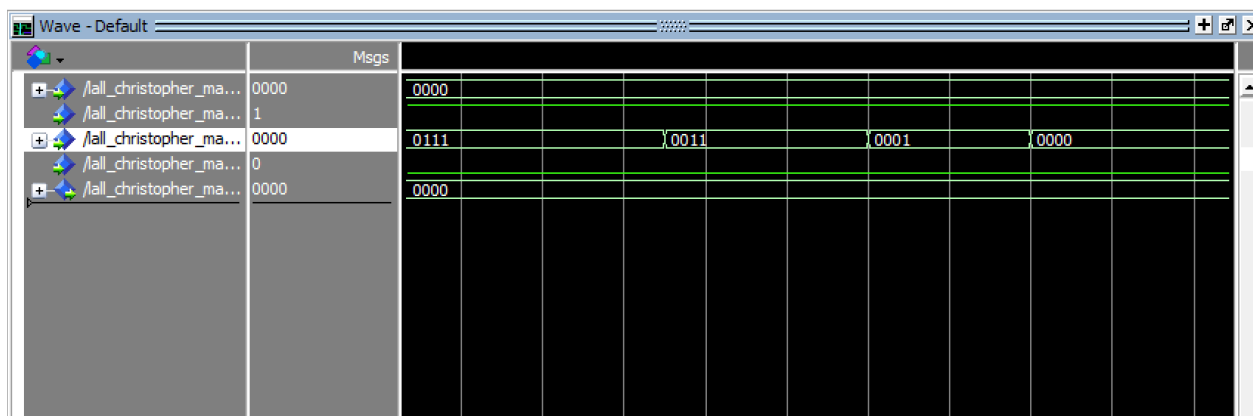 Wave - Default
Msgs
/lall_christopher_ma... 0000 0000
/lall_christopher_ma... 1
/lall_christopher_ma... 0000 0111 0011 0001 0000
/lall_christopher_ma... 0
/lall_christopher_ma... 0000 0000